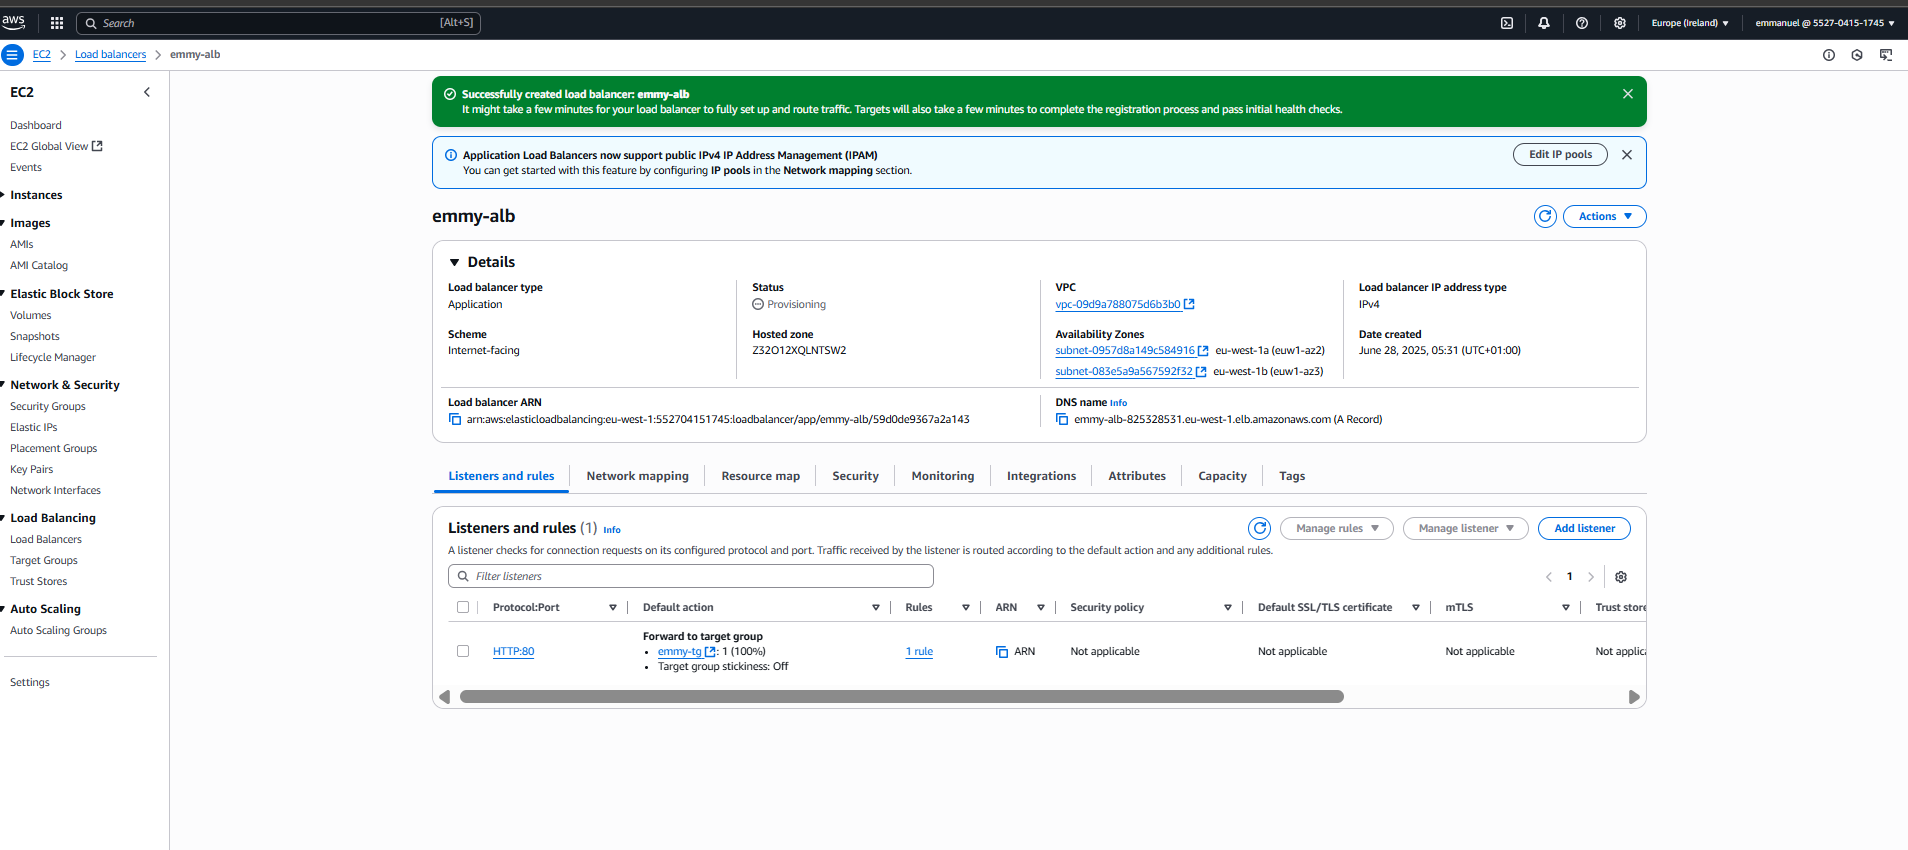 aws
Search [Alt+S] Europe (Ireland) emmanuel @ 5527-0415-1745
EC2 Load balancers emmy-alb
EC2
Dashboard
EC2 Global View
Events
Instances
Images
AMIs
AMI Catalog
Elastic Block Store
Volumes
Snapshots
Lifecycle Manager
Network & Security
Security Groups
Elastic IPs
Placement Groups
Key Pairs
Network Interfaces
Load Balancing
Load Balancers
Target Groups
Trust Stores
Auto Scaling
Auto Scaling Groups
Settings
Successfully created load balancer: emmy-alb
It might take a few minutes for your load balancer to fully set up and route traffic. Targets will also take a few minutes to complete the registration process and pass initial health checks.
Application Load Balancers now support public IPv4 IP Address Management (IPAM)
You can get started with this feature by configuring IP pools in the Network mapping section.
Edit IP pools
emmy-alb
Actions
Details
Load balancer type
Application
Status
Provisioning
VPC
vpc-09d9a788075d6b3b0
Load balancer IP address type
IPv4
Scheme
Internet-facing
Hosted zone
Z32O12XQLNTSW2
Availability Zones
subnet-0957d8a149c584916 eu-west-1a (euw1-az2)
subnet-083e5a9a567592f32 eu-west-1b (euw1-az3)
Date created
June 28, 2025, 05:31 (UTC+01:00)
Load balancer ARN
arn:aws:elasticloadbalancing:eu-west-1:552704151745:loadbalancer/app/emmy-alb/59d0de9367a2a143
DNS name Info
emmy-alb-825328531.eu-west-1.elb.amazonaws.com (A Record)
Listeners and rules Network mapping Resource map Security Monitoring Integrations Attributes Capacity Tags
Listeners and rules (1) Info
Manage rules Manage listener Add listener
A listener checks for connection requests on its configured protocol and port. Traffic received by the listener is routed according to the default action and any additional rules.
Filter listeners
1
Protocol:Port Default action Rules ARN Security policy Default SSL/TLS certificate mTLS Trust store
HTTP:80
Forward to target group
emmy-tg: 1 (100%)
Target group stickiness: Off
1 rule ARN Not applicable Not applicable Not applicable Not applica